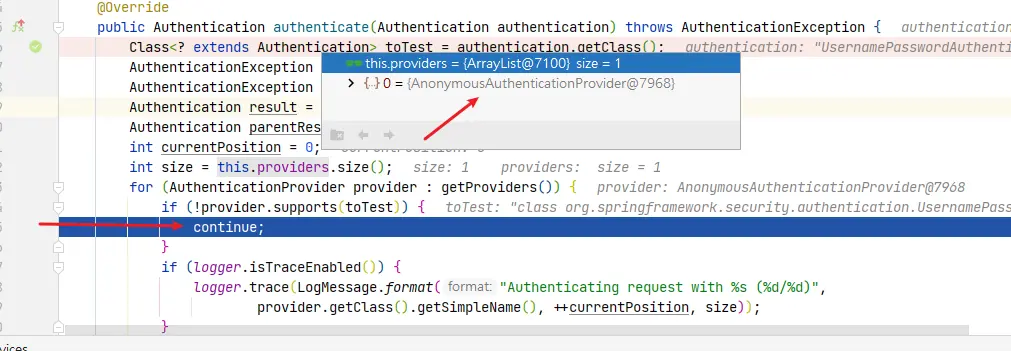 @Override
public Authentication authenticate(Authentication authentication) throws AuthenticationException { authentication
Class<? extends Authentication> toTest = authentication.getClass(); authentication: "UsernamePasswordAuthenti
AuthenticationException
this.providers = {ArrayList@7100} size = 1
AuthenticationException
0 = {AnonymousAuthenticationProvider@7968}
Authentication result =
Authentication parentRes
int currentPosition = 0;
int size = this.providers.size(); size: 1 providers: size = 1
for (AuthenticationProvider provider : getProviders()) { provider: AnonymousAuthenticationProvider@7968
if (!provider.supports(toTest)) { toTest: "class org.springframework.security.authentication.UsernamePass
continue;
}
if (logger.isTraceEnabled()) {
logger.trace(LogMessage.format( format: "Authenticating request with %s (%d/%d)",
provider.getClass().getSimpleName(), ++currentPosition, size));
}
vices